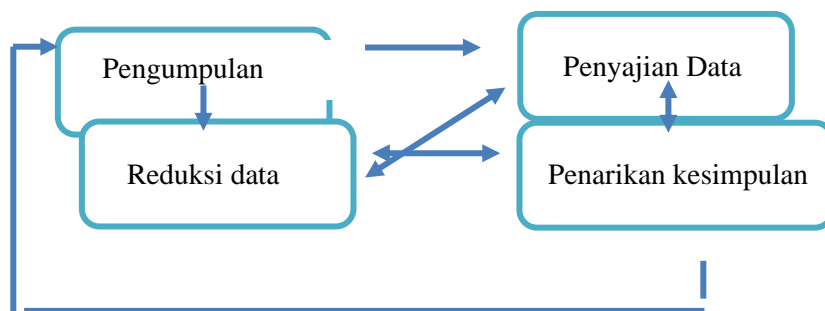 Pengumpulan
Penyajian Data
Reduksi data
Penarikan kesimpulan